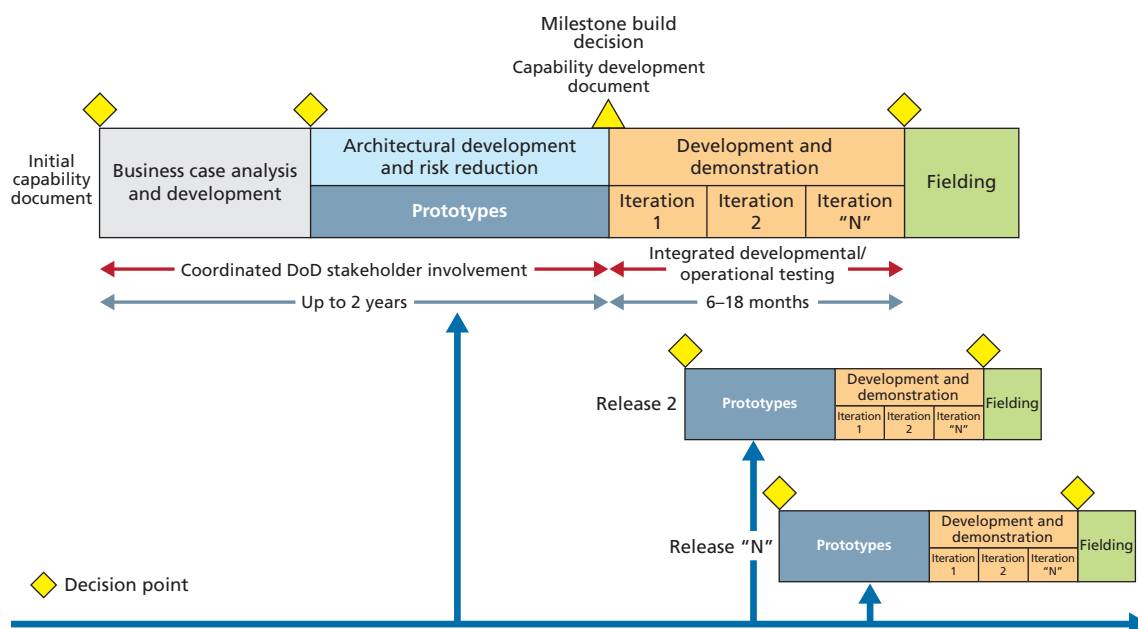 Milestone build
decision
Capability development
document
Initial
capability
document
Business case analysis
and development
Architectural development
and risk reduction
Prototypes
Development and
demonstration
Iteration
1
Iteration
2
Iteration
“N”
Fielding
Coordinated DoD stakeholder involvement
Integrated developmental/
operational testing
Up to 2 years
6–18 months
Release 2
Prototypes
Development and
demonstration
Iteration
1
Iteration
2
Iteration
“N”
Fielding
Release “N”
Prototypes
Development and
demonstration
Iteration
1
Iteration
2
Iteration
“N”
Fielding
Decision point